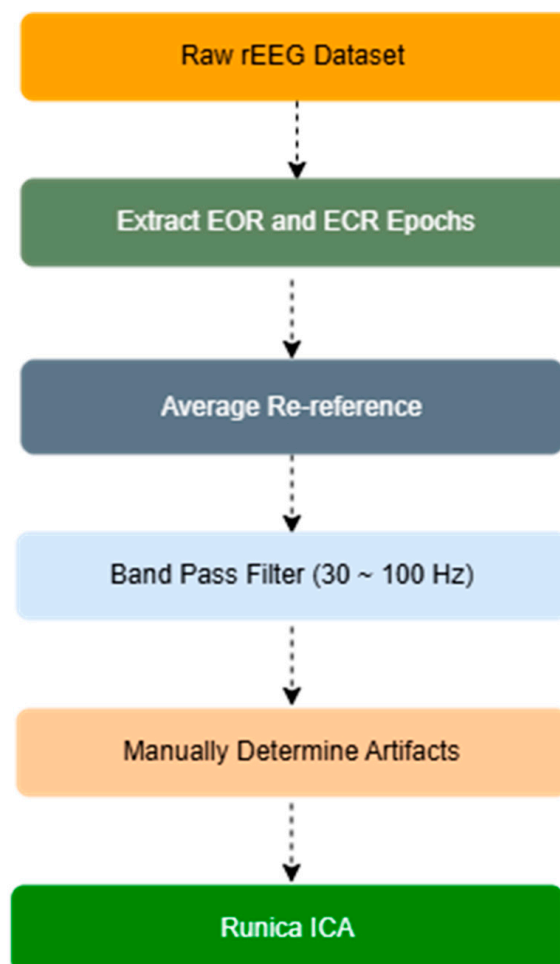 Raw rEEG Dataset
Extract EOR and ECR Epochs
Average Re-reference
Band Pass Filter (30 ~ 100 Hz)
Manually Determine Artifacts
Runica ICA